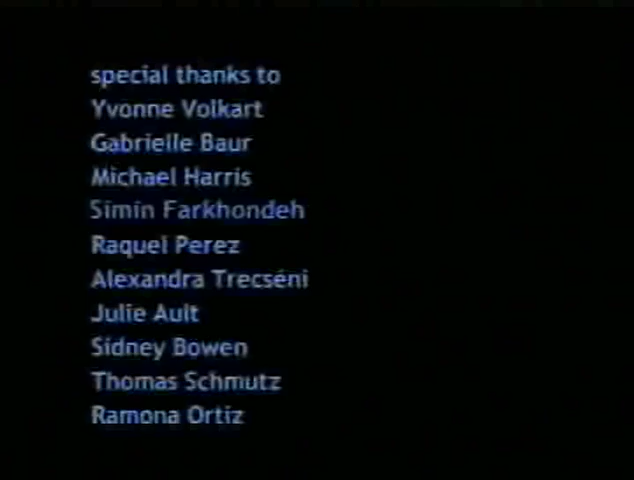 special thanks to
Yvonne Volkart
Gabrielle Baur
Michael Harris
Simin Farkhondeh
Raquel Perez
Alexandra Trecséni
Julie Ault
Sidney Bowen
Thomas Schmutz
Ramona Ortiz